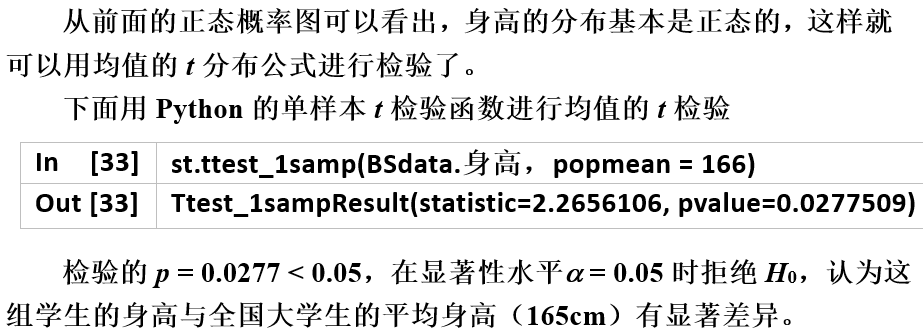 从前面的正态概率图可以看出，身高的分布基本是正态的，这样就
可以用均值的 t 分布公式进行检验了。
下面用 Python 的单样本 t 检验函数进行均值的 t 检验
In [33] st.ttest_1samp(BSdata.身高，popmean = 166)
Out [33] Ttest_1sampResult(statistic=2.2656106, pvalue=0.0277509)
检验的 p = 0.0277 < 0.05，在显著性水平α = 0.05 时拒绝 H₀，认为这
组学生的身高与全国大学生的平均身高（165cm）有显著差异。